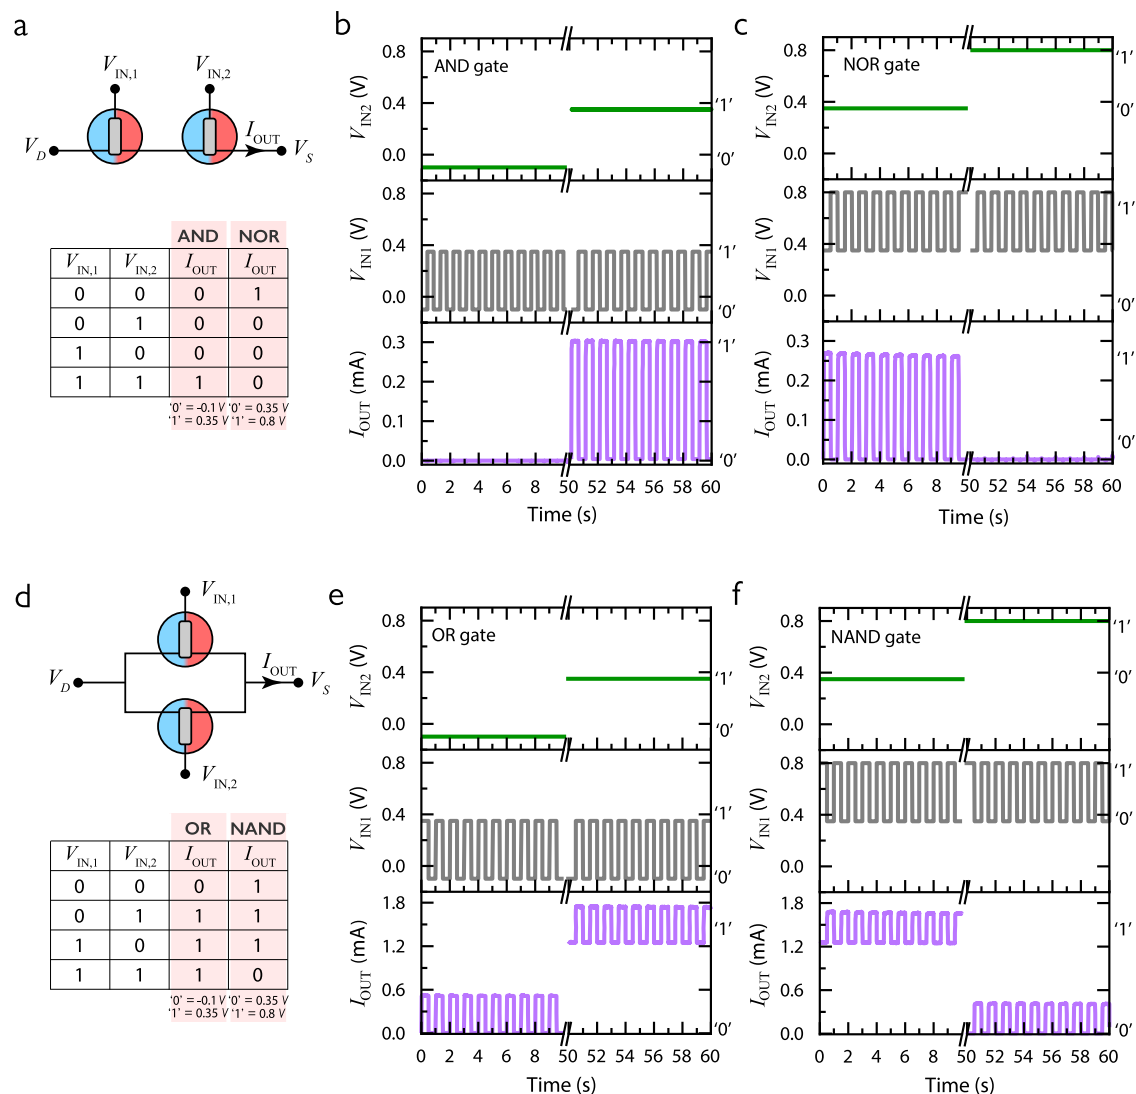 a
V_IN,1
V_IN,2
V_D
I_OUT
V_S
AND NOR
V_IN,1 V_IN,2 I_OUT I_OUT
0 0 0 1
0 1 0 0
1 0 0 0
1 1 1 0
‘0’ = -0.1 V ‘0’ = 0.35 V
‘1’ = 0.35 V ‘1’ = 0.8 V
b
AND gate
V_IN2 (V)
0.8
0.4
0.0
‘1’
‘0’
V_IN1 (V)
0.8
0.4
0.0
‘1’
‘0’
I_OUT (mA)
0.3
0.2
0.1
0.0
‘1’
‘0’
0 2 4 6 8 50 52 54 56 58 60
Time (s)
c
NOR gate
V_IN2 (V)
0.8
0.4
0.0
‘1’
‘0’
V_IN1 (V)
0.8
0.4
0.0
‘1’
‘0’
I_OUT (mA)
0.3
0.2
0.1
0.0
‘1’
‘0’
0 2 4 6 8 50 52 54 56 58 60
Time (s)
d
V_IN,1
V_D
I_OUT
V_S
V_IN,2
OR NAND
V_IN,1 V_IN,2 I_OUT I_OUT
0 0 0 1
0 1 1 1
1 0 1 1
1 1 1 0
‘0’ = -0.1 V ‘0’ = 0.35 V
‘1’ = 0.35 V ‘1’ = 0.8 V
e
OR gate
V_IN2 (V)
0.8
0.4
0.0
‘1’
‘0’
V_IN1 (V)
0.8
0.4
0.0
‘1’
‘0’
I_OUT (mA)
1.8
1.2
0.6
0.0
‘1’
‘0’
0 2 4 6 8 50 52 54 56 58 60
Time (s)
f
NAND gate
V_IN2 (V)
0.8
0.4
0.0
‘1’
‘0’
V_IN1 (V)
0.8
0.4
0.0
‘1’
‘0’
I_OUT (mA)
1.8
1.2
0.6
0.0
‘1’
‘0’
0 2 4 6 8 50 52 54 56 58 60
Time (s)